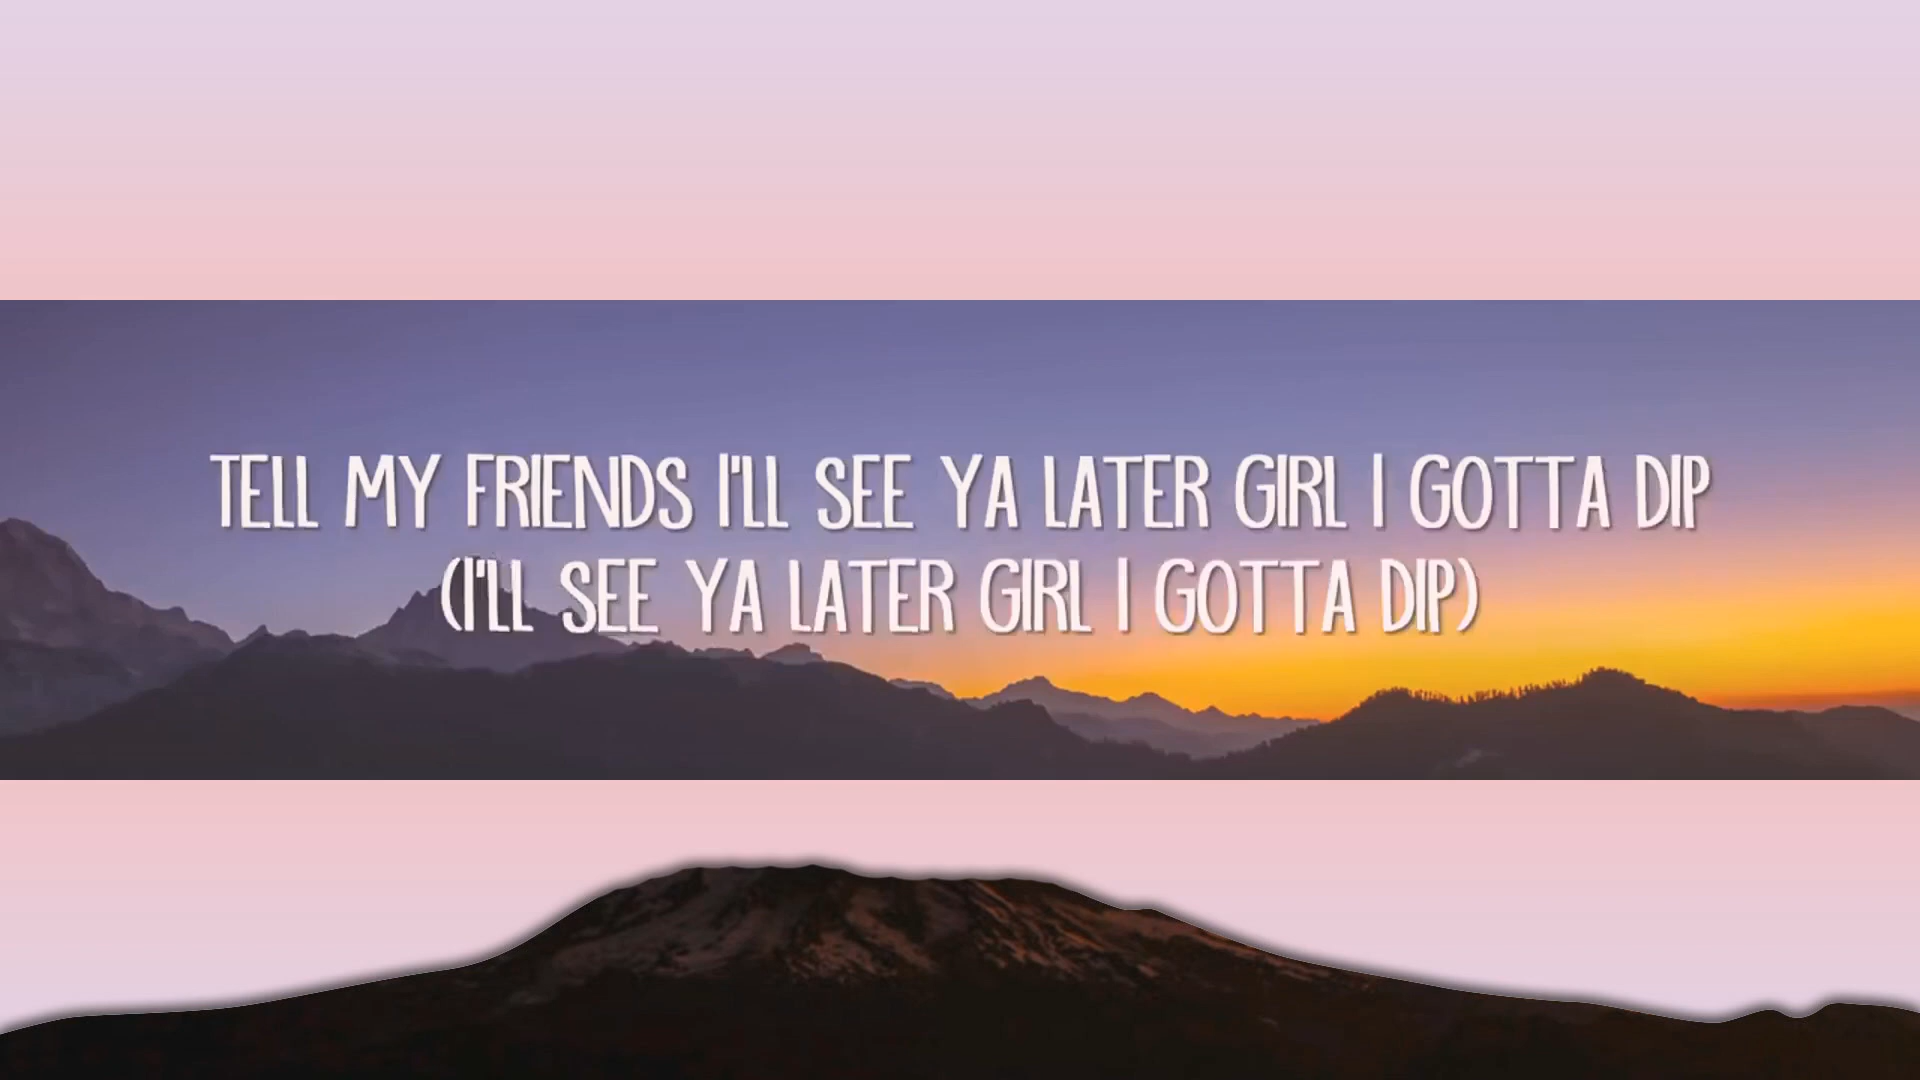 TELL MY FRIENDS I'LL SEE YA LATER GIRL I GOTTA DIP
(I'LL SEE YA LATER GIRL I GOTTA DIP)